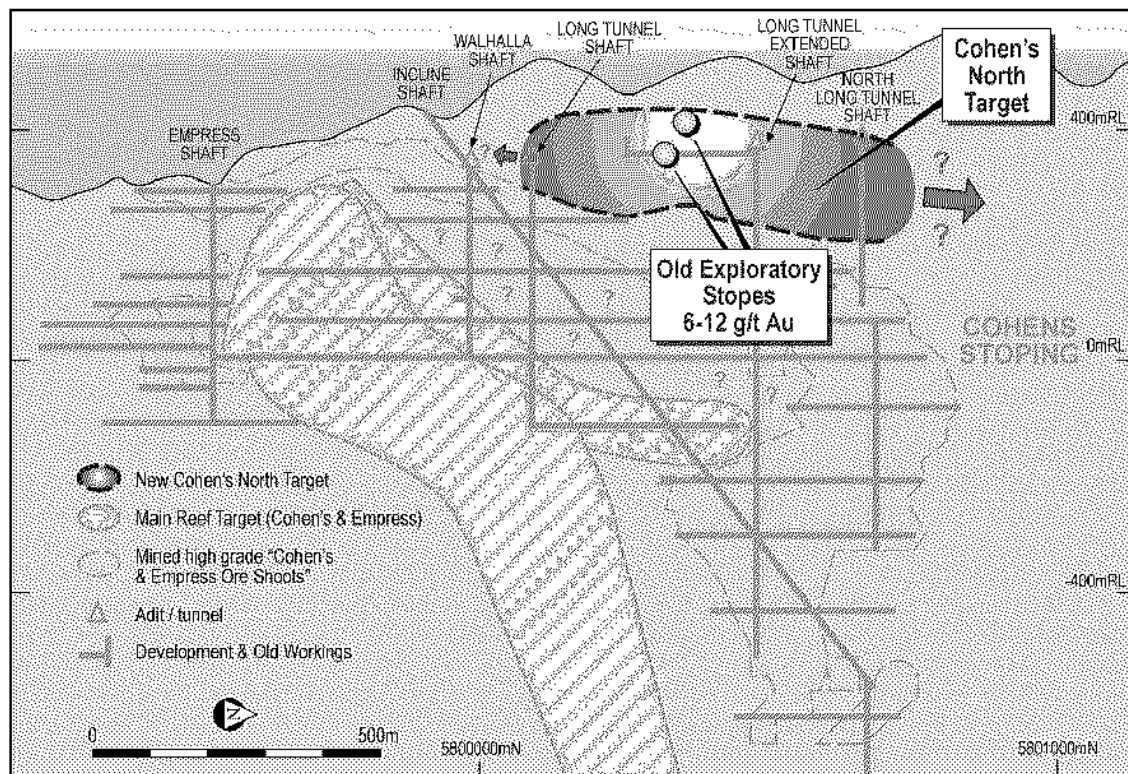 WALHALLA
SHAFT
LONG TUNNEL
SHAFT
LONG TUNNEL
EXTENDED
SHAFT
INCLINE
SHAFT
NORTH
LONG TUNNEL
SHAFT
EMPRESS
SHAFT
Cohen's
North
Target
400mRL
?
?
?
?
?
?
?
?
?
?
?
Old Exploratory
Stopes
6-12 g/t Au
COHENS
STOPING
0mRL
-400mRL
New Cohen's North Target
Main Reef Target (Cohen's & Empress)
Mined high grade "Cohen's
& Empress Ore Shoots"
Adit / tunnel
Development & Old Workings
N
0
500m
5800000mN
5801000mN